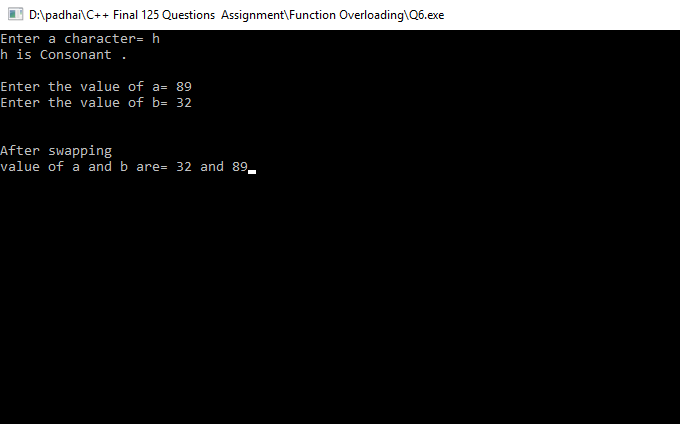 D:\padhai\C++ Final 125 Questions  Assignment\Function Overloading\Q6.exe
Enter a character= h
h is Consonant .
Enter the value of a= 89
Enter the value of b= 32
After swapping
value of a and b are= 32 and 89